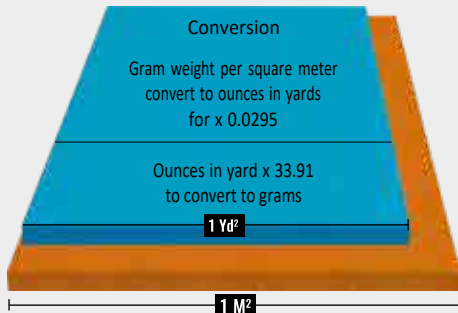 Conversion
Gram weight per square meter
convert to ounces in yards
for x 0.0295
Ounces in yard x 33.91
to convert to grams
1 Yd²
1 M²